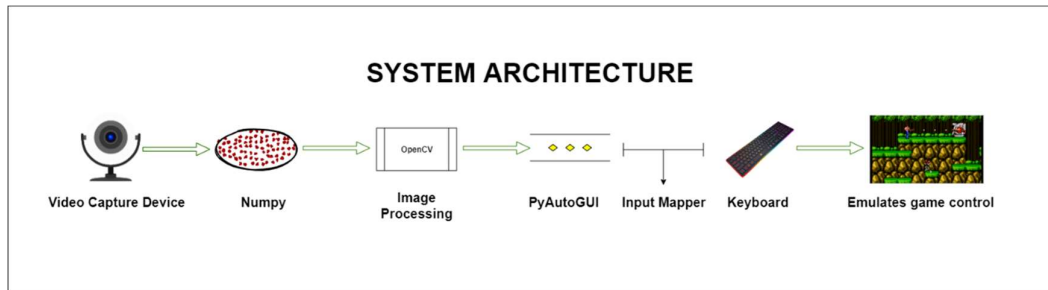 SYSTEM ARCHITECTURE
OpenCV
Video Capture Device
Numpy
Image
Processing
PyAutoGUI
Input Mapper
Keyboard
Emulates game control